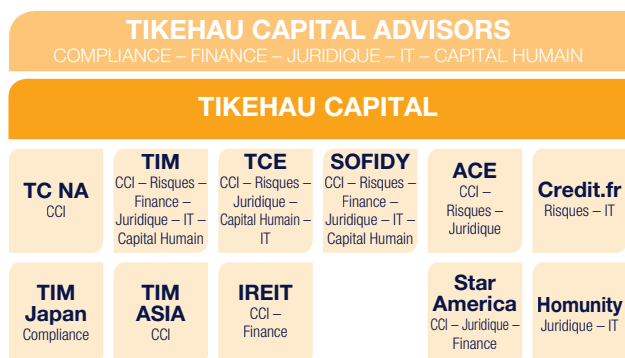 TIKEHAU CAPITAL ADVISORS
COMPLIANCE – FINANCE – JURIDIQUE – IT – CAPITAL HUMAIN
TIKEHAU CAPITAL
TC NA
CCI
TIM
CCI – Risques –
Finance –
Juridique – IT –
Capital Humain
TCE
CCI – Risques –
Juridique –
Capital Humain –
IT
SOFIDY
CCI – Risques –
Finance –
Juridique – IT –
Capital Humain
ACE
CCI –
Risques –
Juridique
Credit.fr
Risques – IT
TIM
Japan
Compliance
TIM
ASIA
CCI
IREIT
CCI –
Finance
Star
America
CCI – Juridique –
Finance
Homunity
Juridique – IT